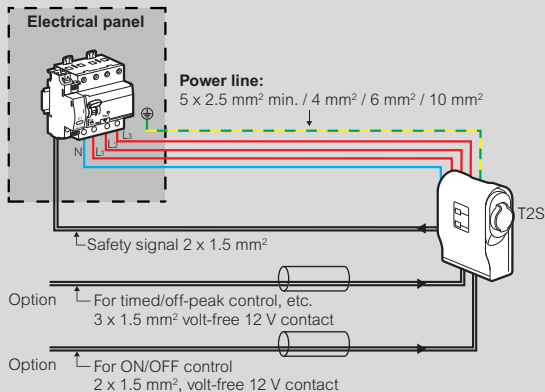 Electrical panel
Power line:
5 x 2.5 mm² min. / 4 mm² / 6 mm² / 10 mm²
L3
L2
L1
N
T2S
Safety signal 2 x 1.5 mm²
Option
For timed/off-peak control, etc.
3 x 1.5 mm² volt-free 12 V contact
Option
For ON/OFF control
2 x 1.5 mm², volt-free 12 V contact